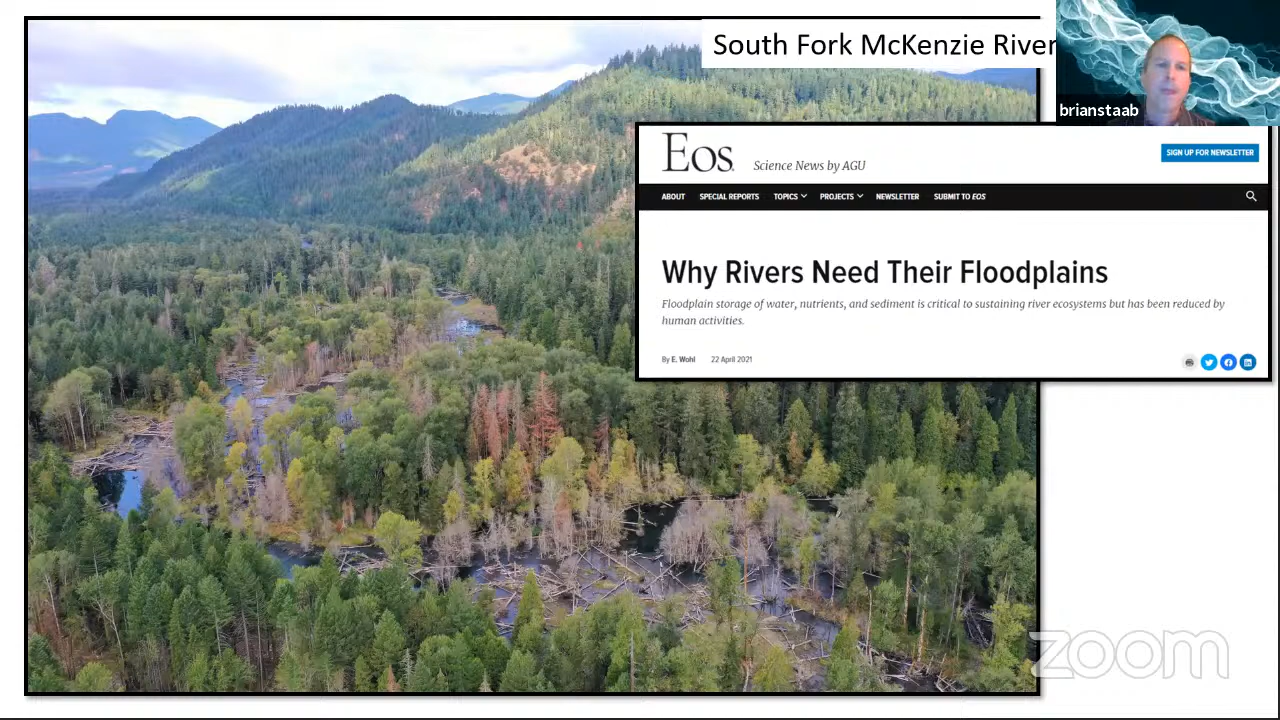 South Fork McKenzie River
brianstaab
Eos
Science News by AGU
SIGN UP FOR NEWSLETTER
ABOUT SPECIAL REPORTS TOPICS PROJECTS NEWSLETTER SUBMIT TO EOS
Why Rivers Need Their Floodplains
Floodplain storage of water, nutrients, and sediment is critical to sustaining river ecosystems but has been reduced by
human activities.
By E. Wohl 22 April 2021
zoom